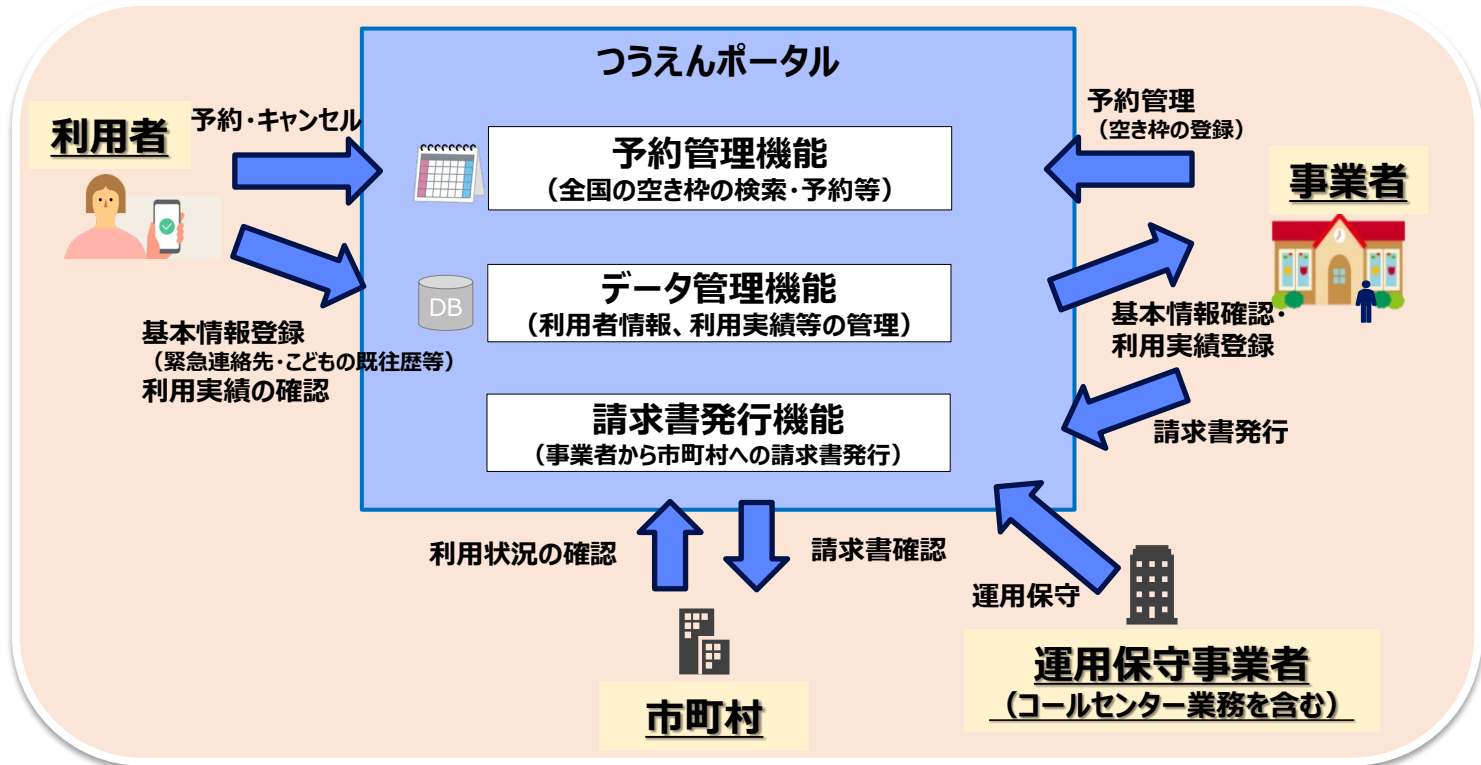 つうえんポータル
利用者
予約・キャンセル
予約管理
（空き枠の登録）
予約管理機能
（全国の空き枠の検索・予約等）
事業者
DB
データ管理機能
（利用者情報、利用実績等の管理）
基本情報登録
（緊急連絡先・こどもの既往歴等）
利用実績の確認
基本情報確認・
利用実績登録
請求書発行機能
（事業者から市町村への請求書発行）
請求書発行
利用状況の確認
請求書確認
運用保守
市町村
運用保守事業者
（コールセンター業務を含む）